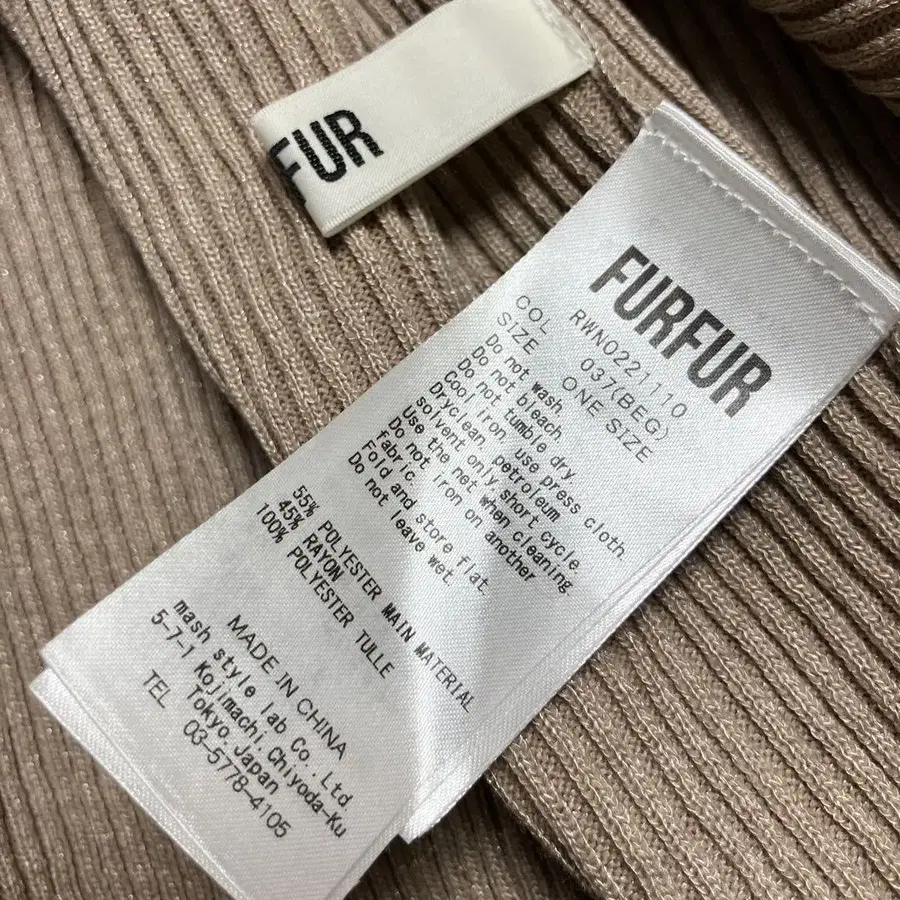 FUR
FURFUR
RWN0221110
COL 037(BEG)
SIZE ONE SIZE
Do not wash
Do not bleach
Do not tumble dry
Cool iron, use press cloth.
Dryclean, petroleum
solvent only, short cycle.
Use the net when cleaning
Do not iron on another
fabric.
Fold and store flat.
Do not leave wet.
55% POLYESTER MAIN MATERIAL
45% RAYON
100% POLYESTER TULLE
MADE IN CHINA
mash style lab Co., Ltd.
5-7-1 Kojimachi, Chiyoda-Ku
Tokyo, Japan
TEL 03-5778-4105